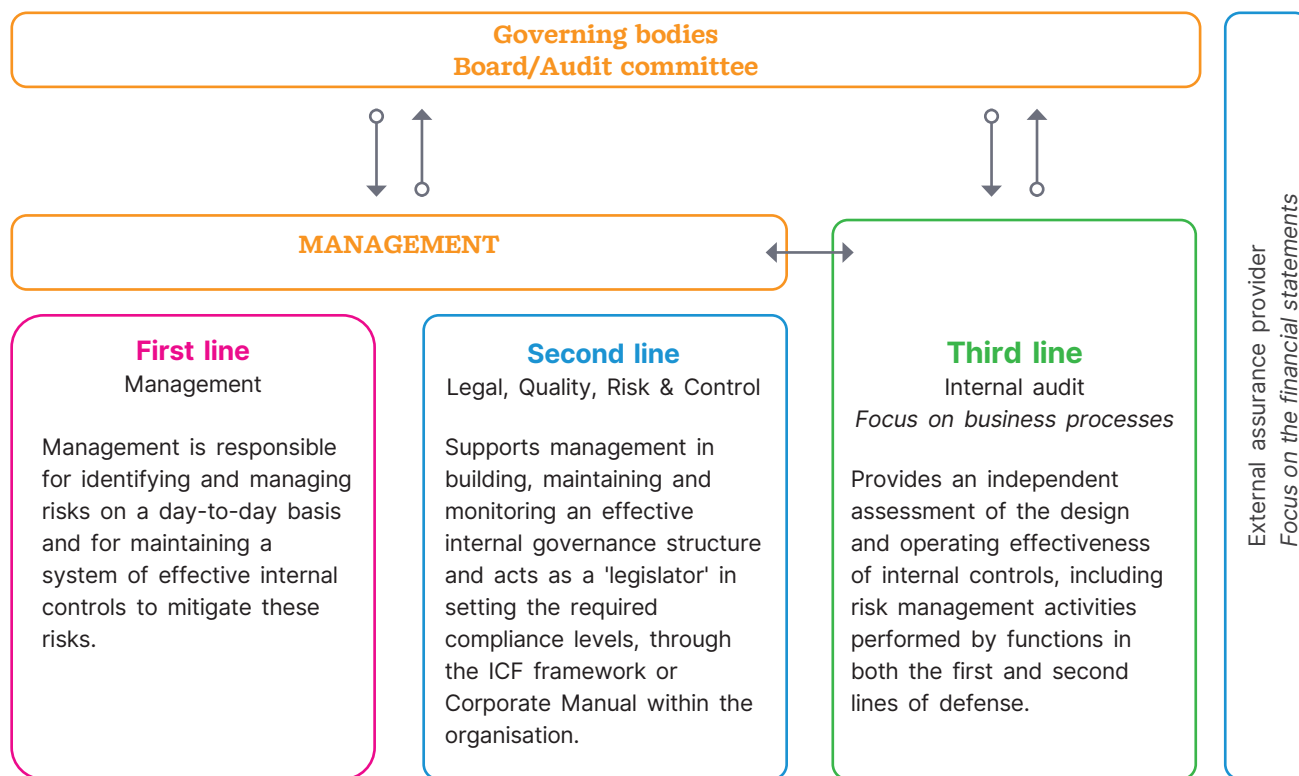 Governing bodies
Board/Audit committee
MANAGEMENT
First line
Management
Management is responsible
for identifying and managing
risks on a day-to-day basis
and for maintaining a
system of effective internal
controls to mitigate these
risks.
Second line
Legal, Quality, Risk & Control
Supports management in
building, maintaining and
monitoring an effective
internal governance structure
and acts as a 'legislator' in
setting the required
compliance levels, through
the ICF framework or
Corporate Manual within the
organisation.
Third line
Internal audit
Focus on business processes
Provides an independent
assessment of the design
and operating effectiveness
of internal controls, including
risk management activities
performed by functions in
both the first and second
lines of defense.
External assurance provider
Focus on the financial statements